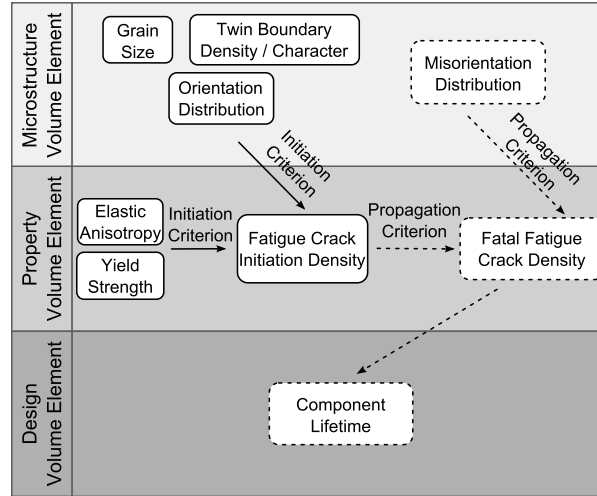 Microstructure
Volume Element
Grain
Size
Twin Boundary
Density / Character
Orientation
Distribution
Misorientation
Distribution
Initiation
Criterion
Propagation
Criterion
Property
Volume Element
Elastic
Anisotropy
Yield
Strength
Initiation
Criterion
Fatigue Crack
Initiation Density
Propagation
Criterion
Fatal Fatigue
Crack Density
Design
Volume Element
Component
Lifetime